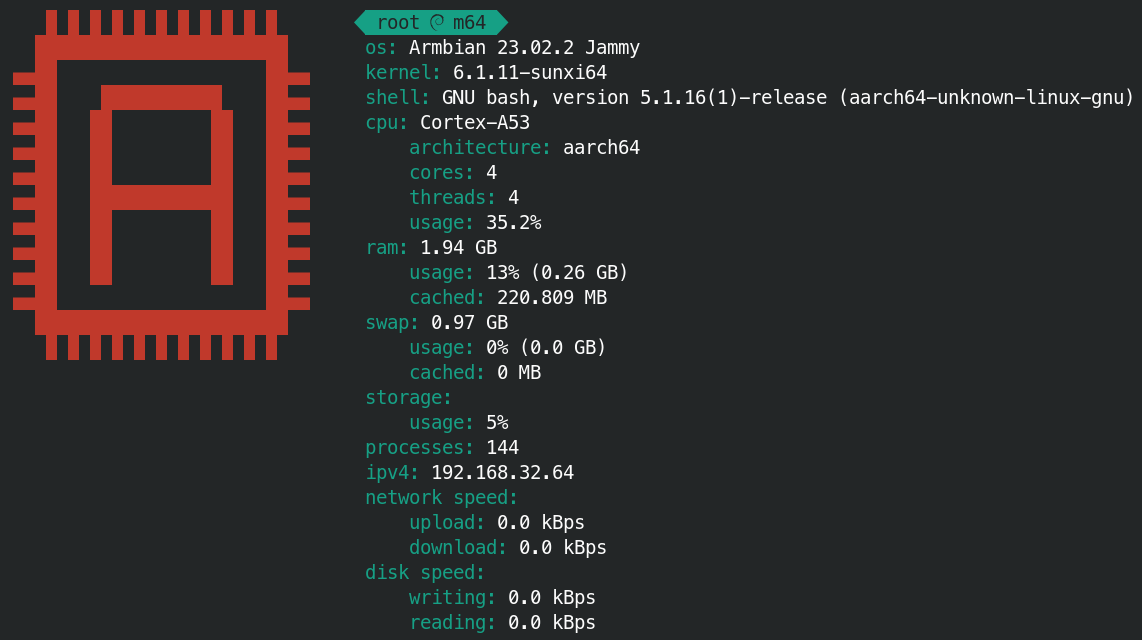 root @ m64
os: Armbian 23.02.2 Jammy
kernel: 6.1.11-sunxi64
shell: GNU bash, version 5.1.16(1)-release (aarch64-unknown-linux-gnu)
cpu: Cortex-A53
architecture: aarch64
cores: 4
threads: 4
usage: 35.2%
ram: 1.94 GB
usage: 13% (0.26 GB)
cached: 220.809 MB
swap: 0.97 GB
usage: 0% (0.0 GB)
cached: 0 MB
storage:
usage: 5%
processes: 144
ipv4: 192.168.32.64
network speed:
upload: 0.0 kBps
download: 0.0 kBps
disk speed:
writing: 0.0 kBps
reading: 0.0 kBps